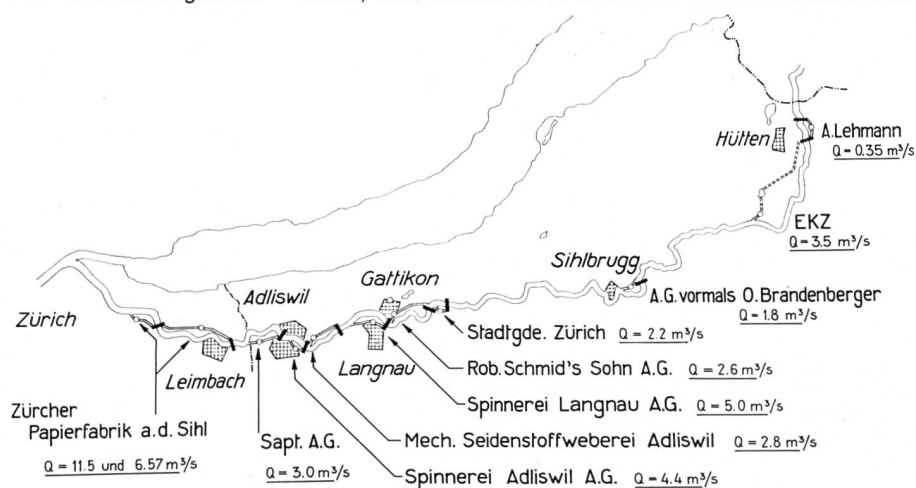 Hütten
A.Lehmann
Q = 0.35 m³/s
EKZ
Q = 3.5 m³/s
Sihlbrugg
A.G. vormals O. Brandenberger
Q = 1.8 m³/s
Gattikon
Adliswil
Zürich
Leimbach
Langnau
Stadtgde. Zürich Q = 2.2 m³/s
Rob. Schmid's Sohn A.G. Q = 2.6 m³/s
Spinnerei Langnau A.G. Q = 5.0 m³/s
Mech. Seidenstoffweberei Adliswil Q = 2.8 m³/s
Spinnerei Adliswil A.G. Q = 4.4 m³/s
Sapt. A.G.
Q = 3.0 m³/s
Zürcher
Papierfabrik a.d. Sihl
Q = 11.5 und 6.57 m³/s